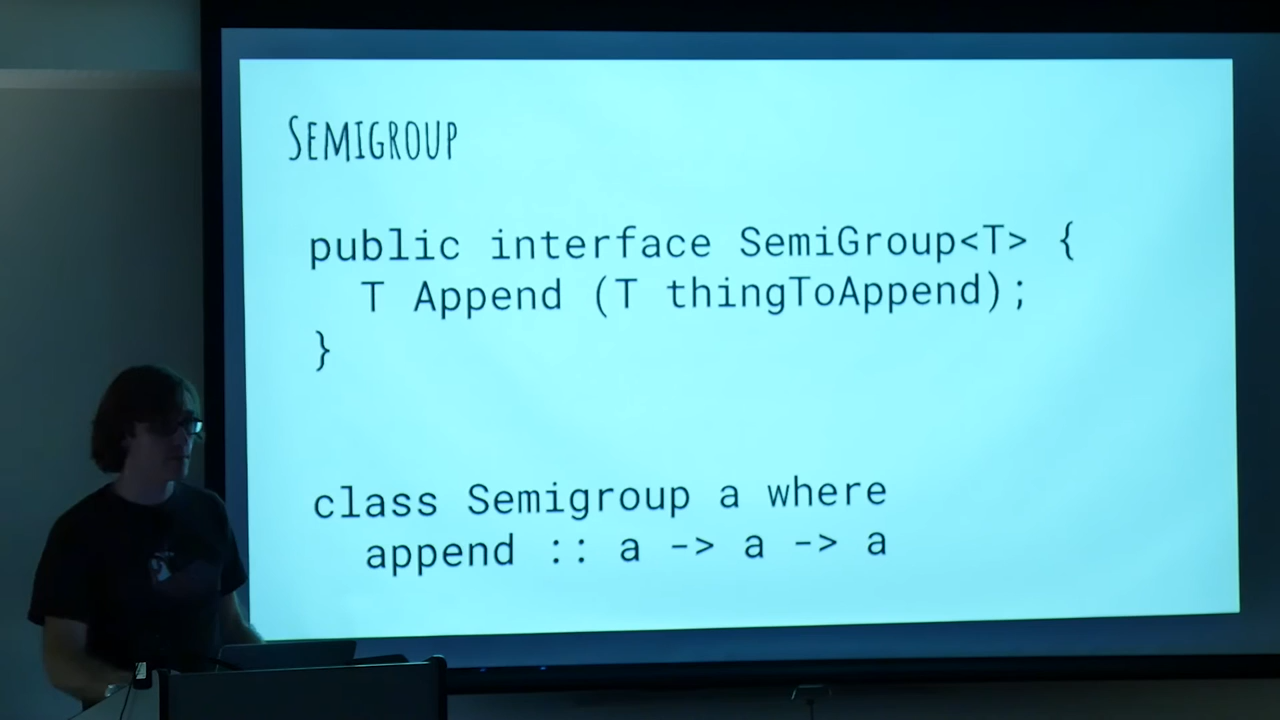 SEMIGROUP
public interface SemiGroup<T> {
T Append (T thingToAppend);
}
class Semigroup a where
append :: a -> a -> a